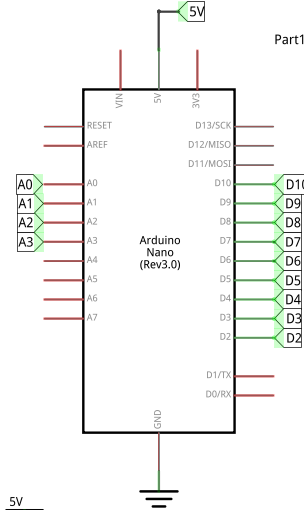 5V
Part1
VIN
5V
3V3
RESET
D13/SCK
AREF
D12/MISO
D11/MOSI
A0
A0
D10
D10
A1
A1
D9
D9
A2
A2
D8
D8
A3
A3
D7
D7
Arduino
Nano
(Rev3.0)
A4
D6
D6
A5
D5
D5
A6
D4
D4
A7
D3
D3
D2
D2
D1/TX
D0/RX
GND
5V